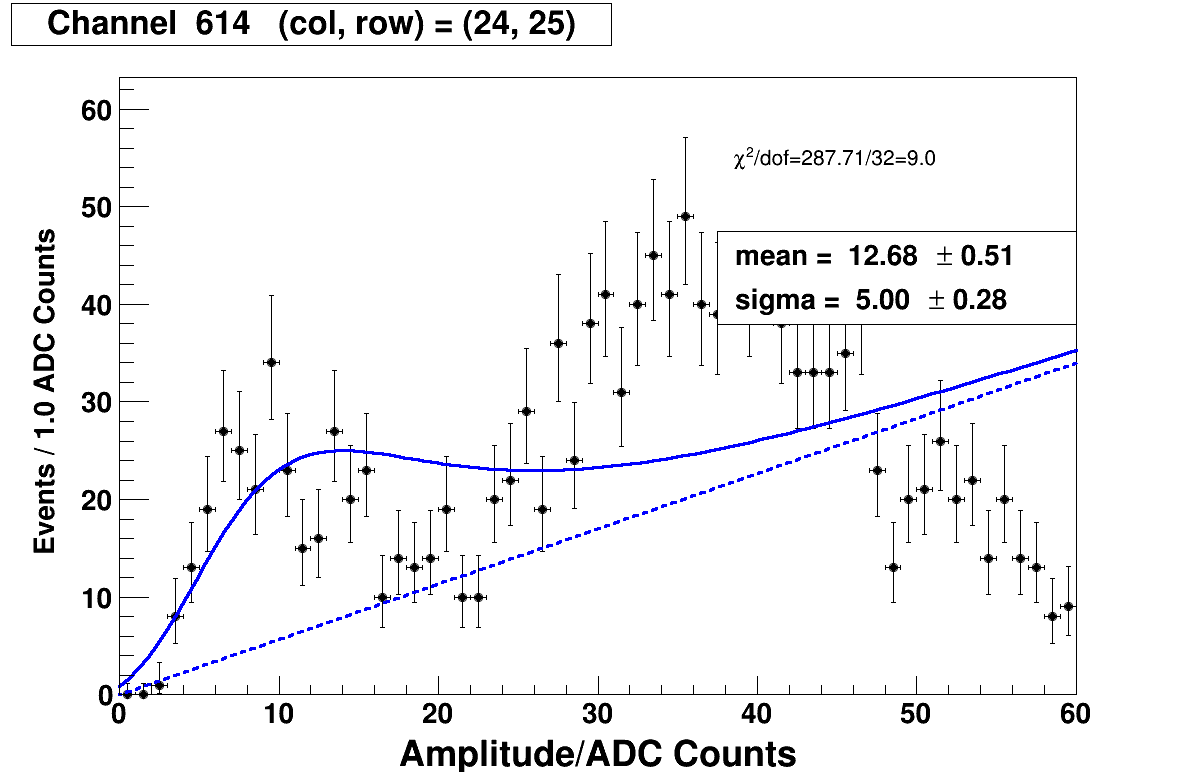 Channel 614 (col, row) = (24, 25)
Events / 1.0 ADC Counts
60
50
40
30
20
10
0
χ²/dof=287.71/32=9.0
mean = 12.68 ± 0.51
sigma = 5.00 ± 0.28
0 10 20 30 40 50 60
Amplitude/ADC Counts